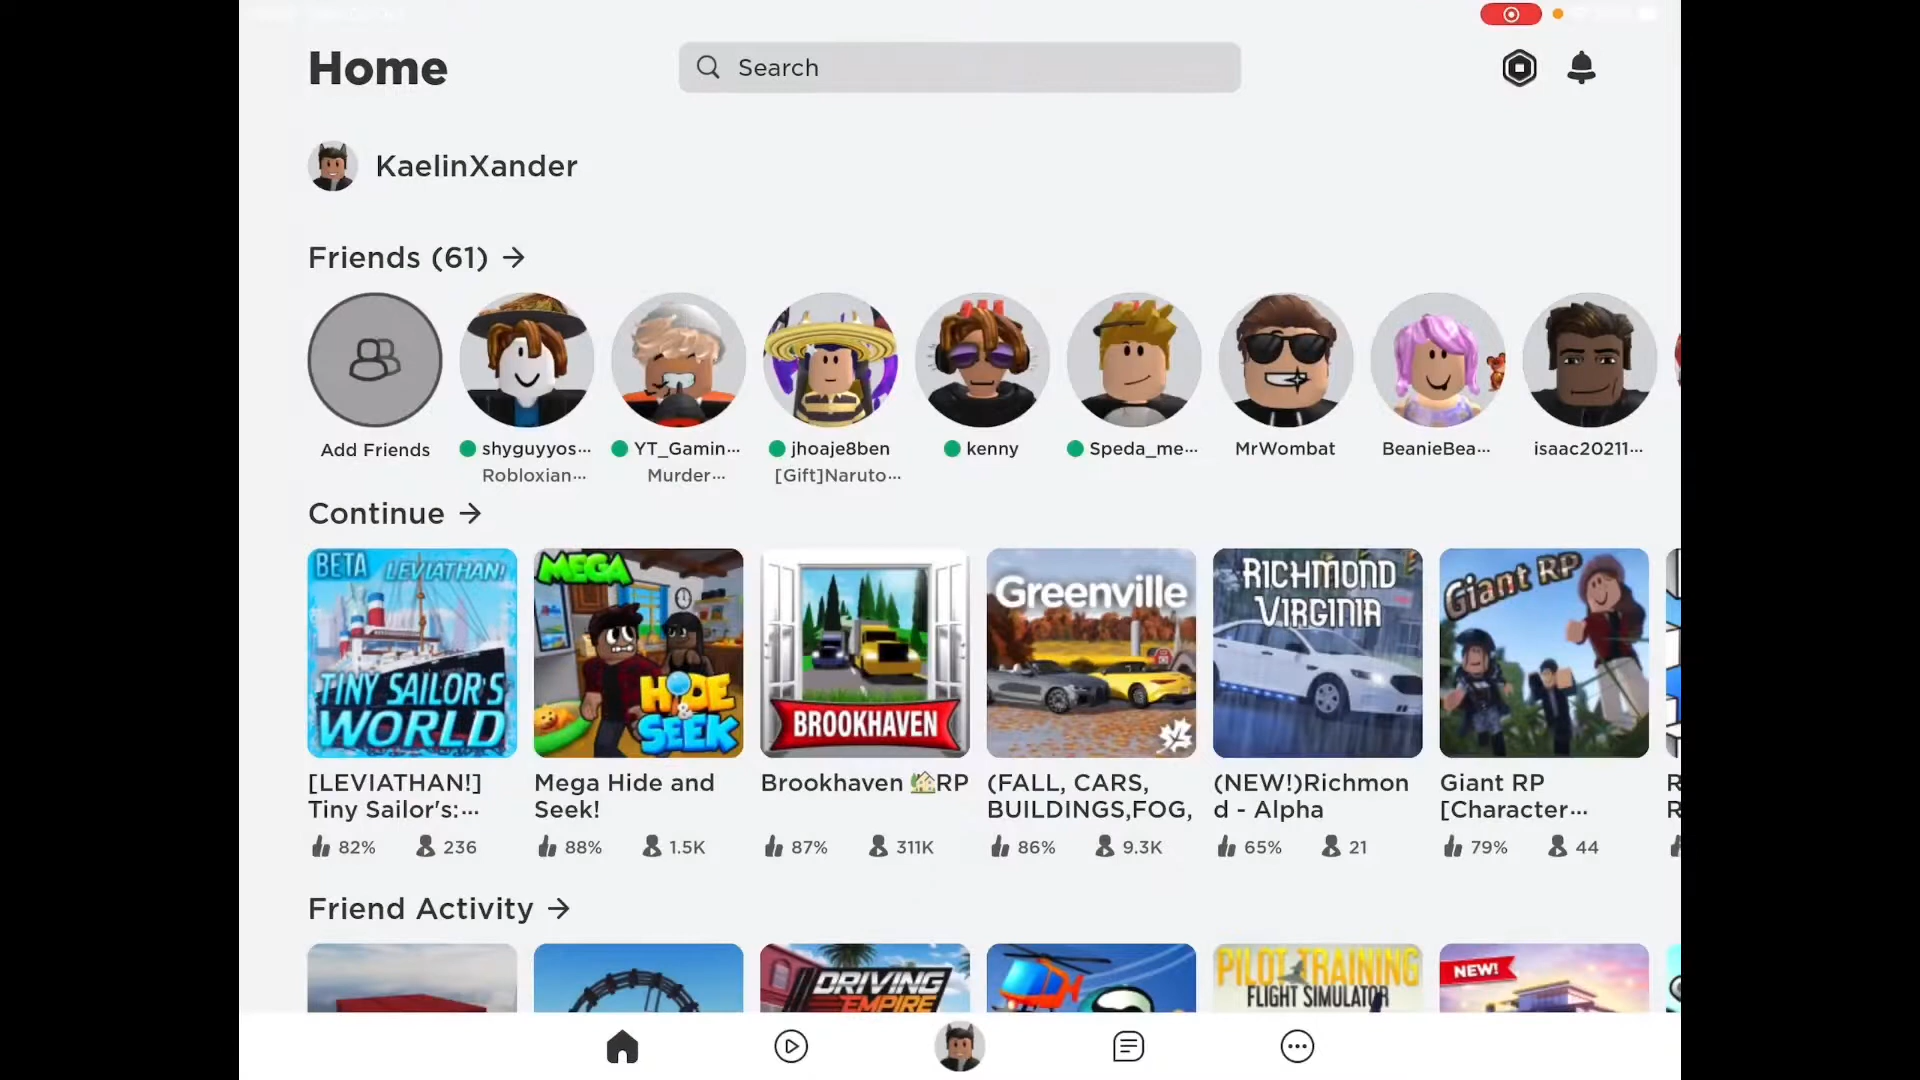 Home
Search
KaelinXander
Friends (61) →
Add Friends
shyguyyos...
YT_Gamin...
jhoaje8ben
kenny
Speda_me...
MrWombat
BeanieBea...
isaac20211...
Robloxian...
Murder...
[Gift]Naruto...
Continue →
BETA LEVIATHAN!
TINY SAILOR'S
WORLD
MEGA
HIDE
&
SEEK
BROOKHAVEN
Greenville
RICHMOND
VIRGINIA
Giant RP
[LEVIATHAN!]
Tiny Sailor's:...
Mega Hide and
Seek!
Brookhaven 🏡RP
(FALL, CARS,
BUILDINGS,FOG,
(NEW!)Richmon
d - Alpha
Giant RP
[Character...
82% 236
88% 1.5K
87% 311K
86% 9.3K
65% 21
79% 44
Friend Activity →
DRIVING
EMPIRE
PILOT TRAINING
FLIGHT SIMULATOR
NEW!